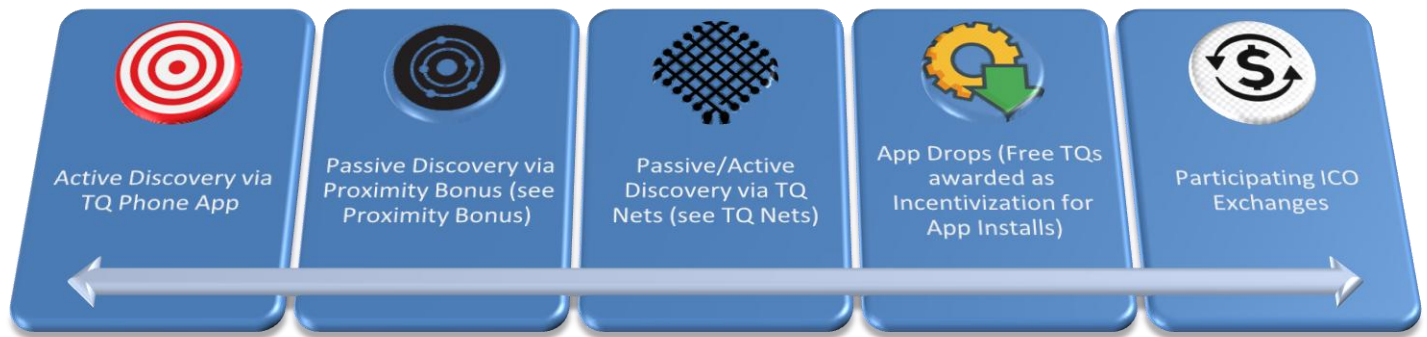 Active Discovery via
TQ Phone App
Passive Discovery via
Proximity Bonus (see
Proximity Bonus)
Passive/Active
Discovery via TQ
Nets (see TQ Nets)
App Drops (Free TQs
awarded as
Incentivization for
App Installs)
$
Participating ICO
Exchanges